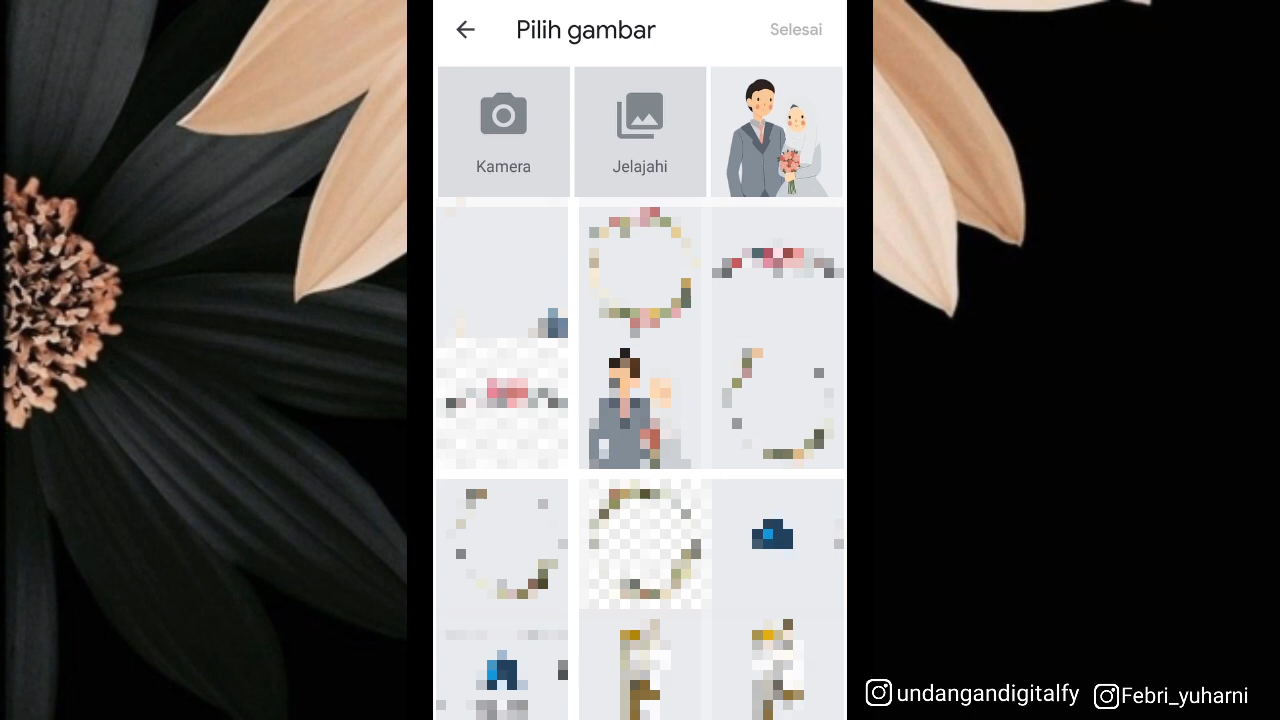 Pilih gambar
Selesai
Kamera
Jelajahi
undangandigitalfy
Febri_yuharni